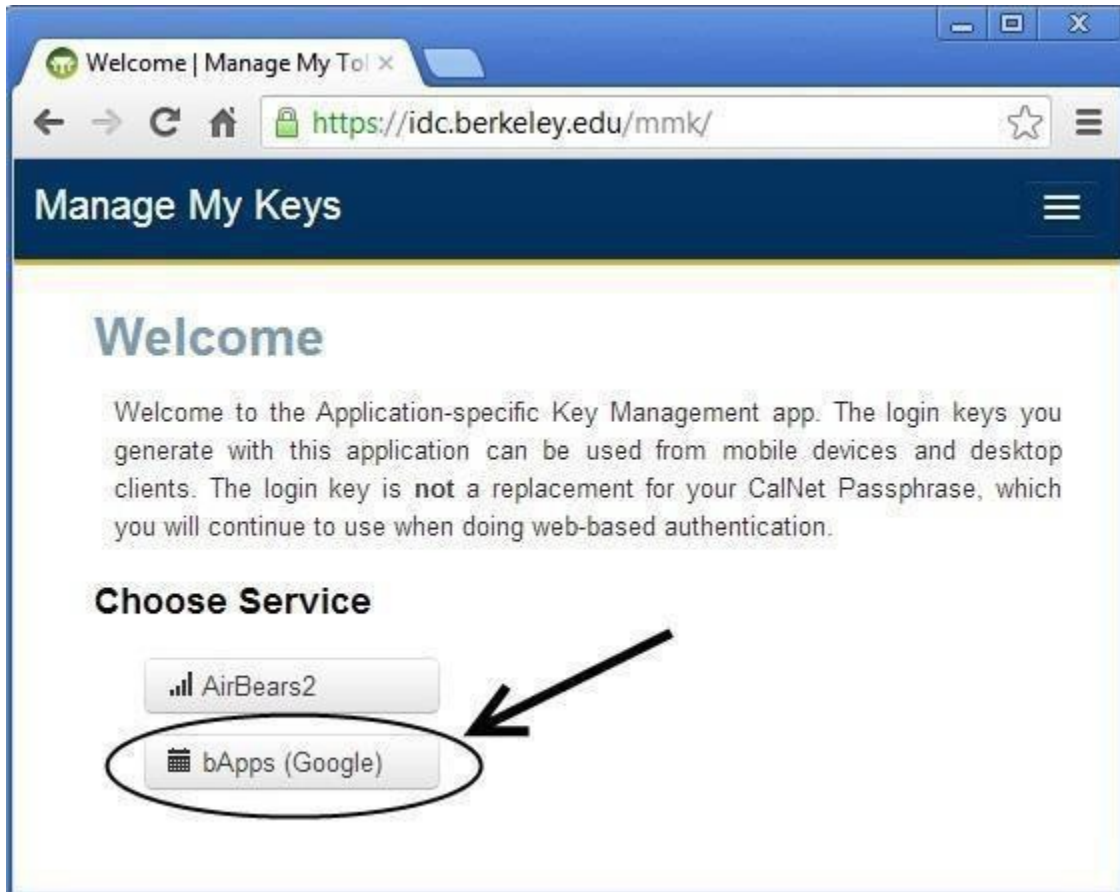 Welcome | Manage My Tol
https://idc.berkeley.edu/mmk/
Manage My Keys
Welcome
Welcome to the Application-specific Key Management app. The login keys you
generate with this application can be used from mobile devices and desktop
clients. The login key is not a replacement for your CalNet Passphrase, which
you will continue to use when doing web-based authentication.
Choose Service
AirBears2
bApps (Google)